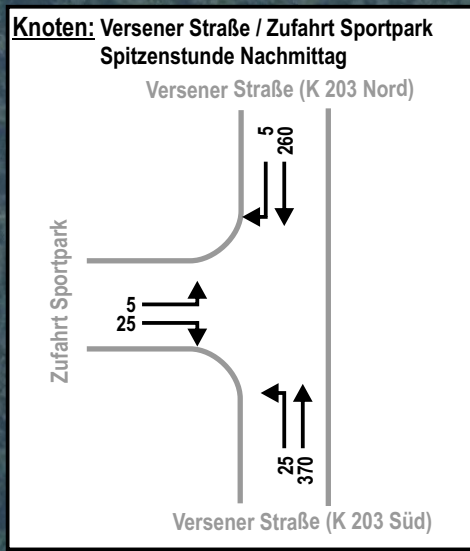 Knoten: Versener Straße / Zufahrt Sportpark
Spitzenstunde Nachmittag
Versener Straße (K 203 Nord)
5
260
Zufahrt Sportpark
5
25
25
370
Versener Straße (K 203 Süd)